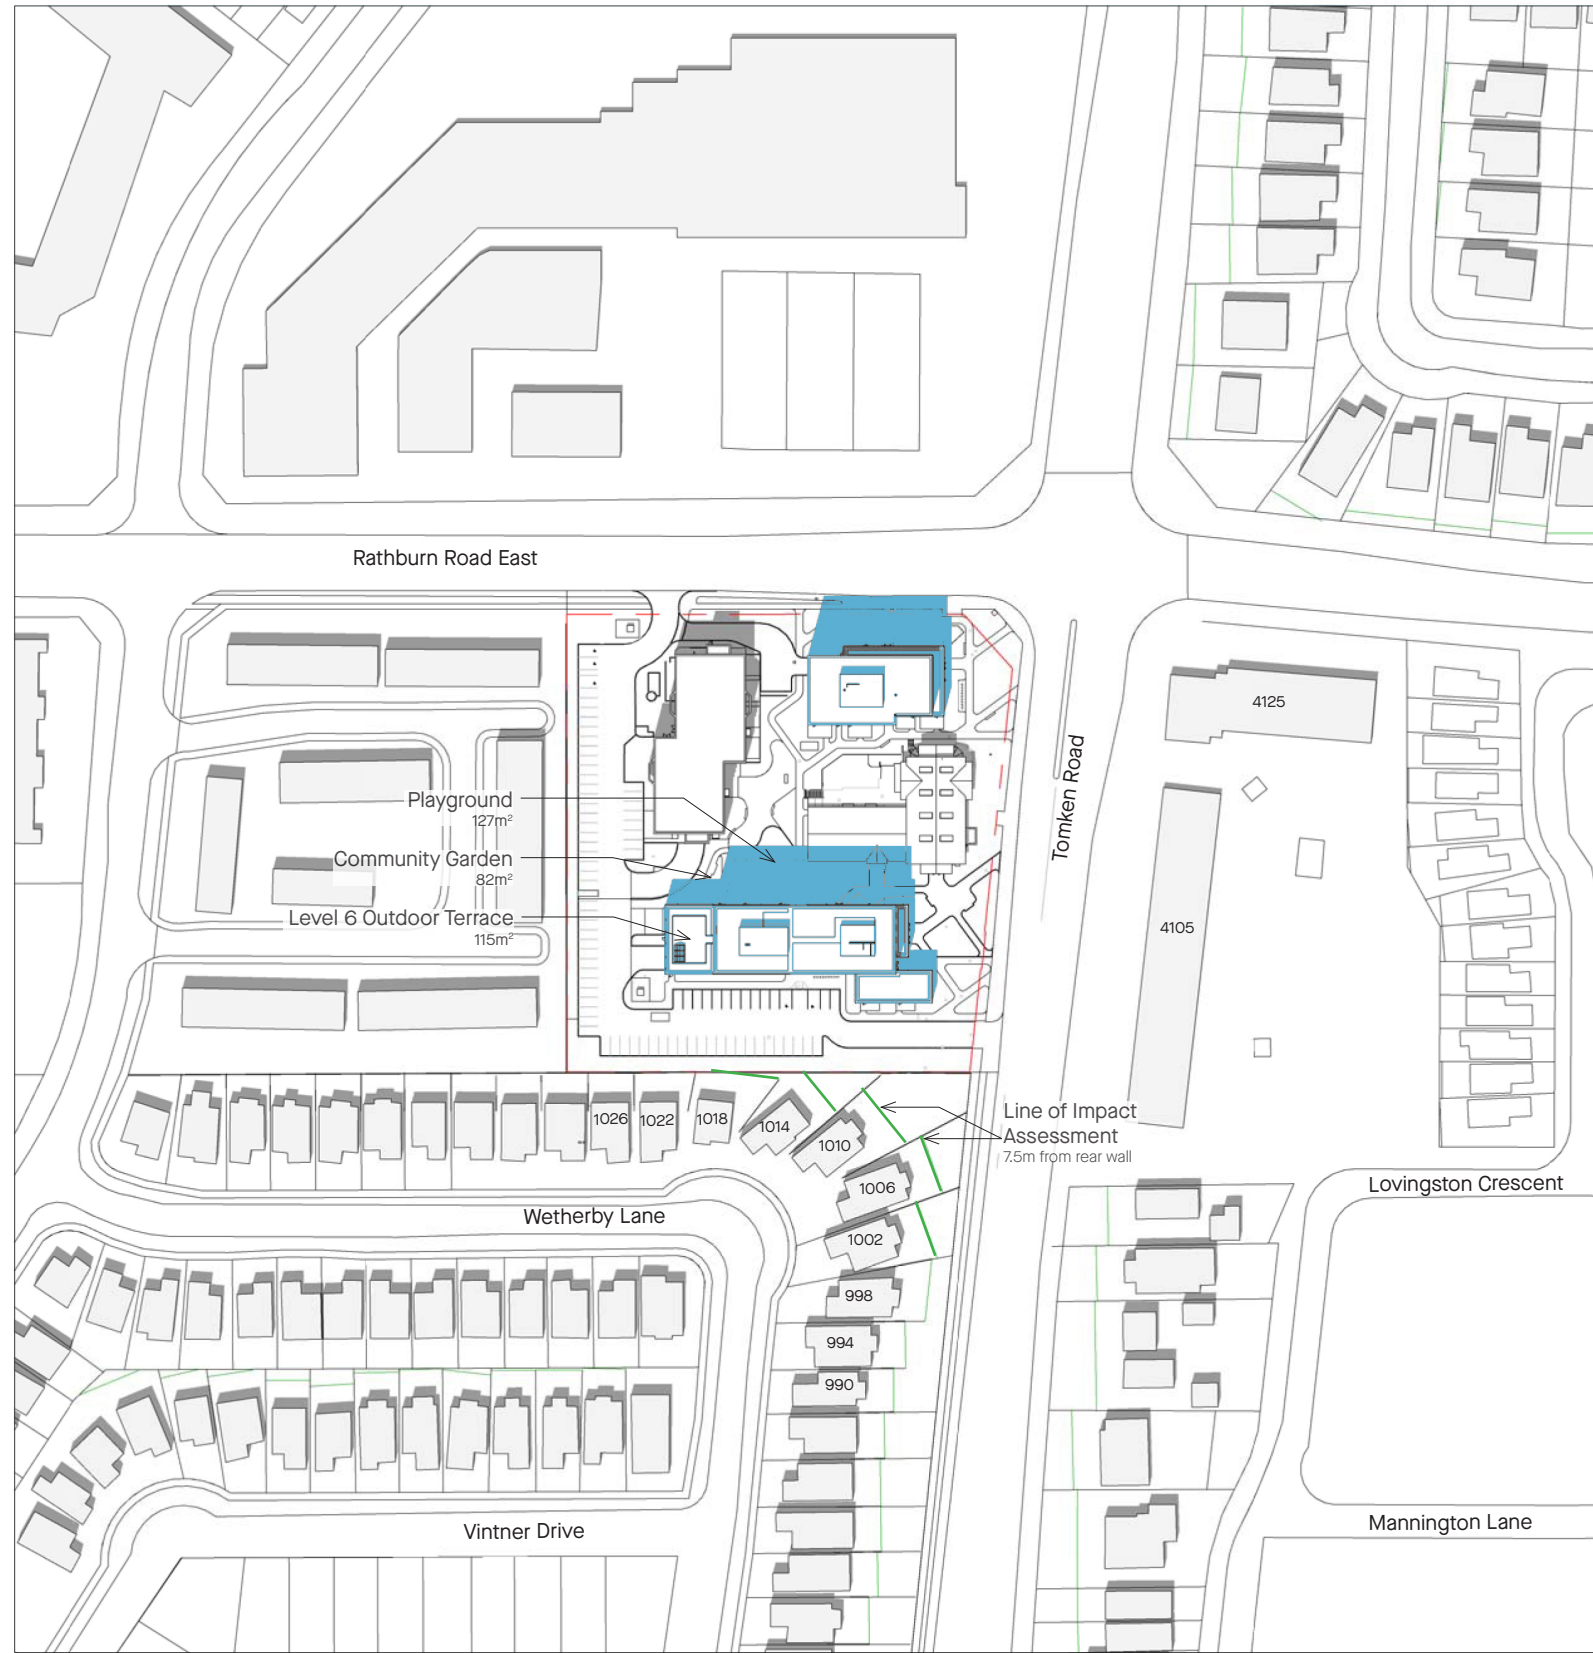 Rathburn Road East
4125
Tomken Road
Playground
127m²
Community Garden
82m²
Level 6 Outdoor Terrace
115m²
4105
1026
1022
1018
1014
1010
Line of Impact
Assessment
7.5m from rear wall
1006
Lovingston Crescent
Wetherby Lane
1002
998
994
990
Vintner Drive
Mannington Lane